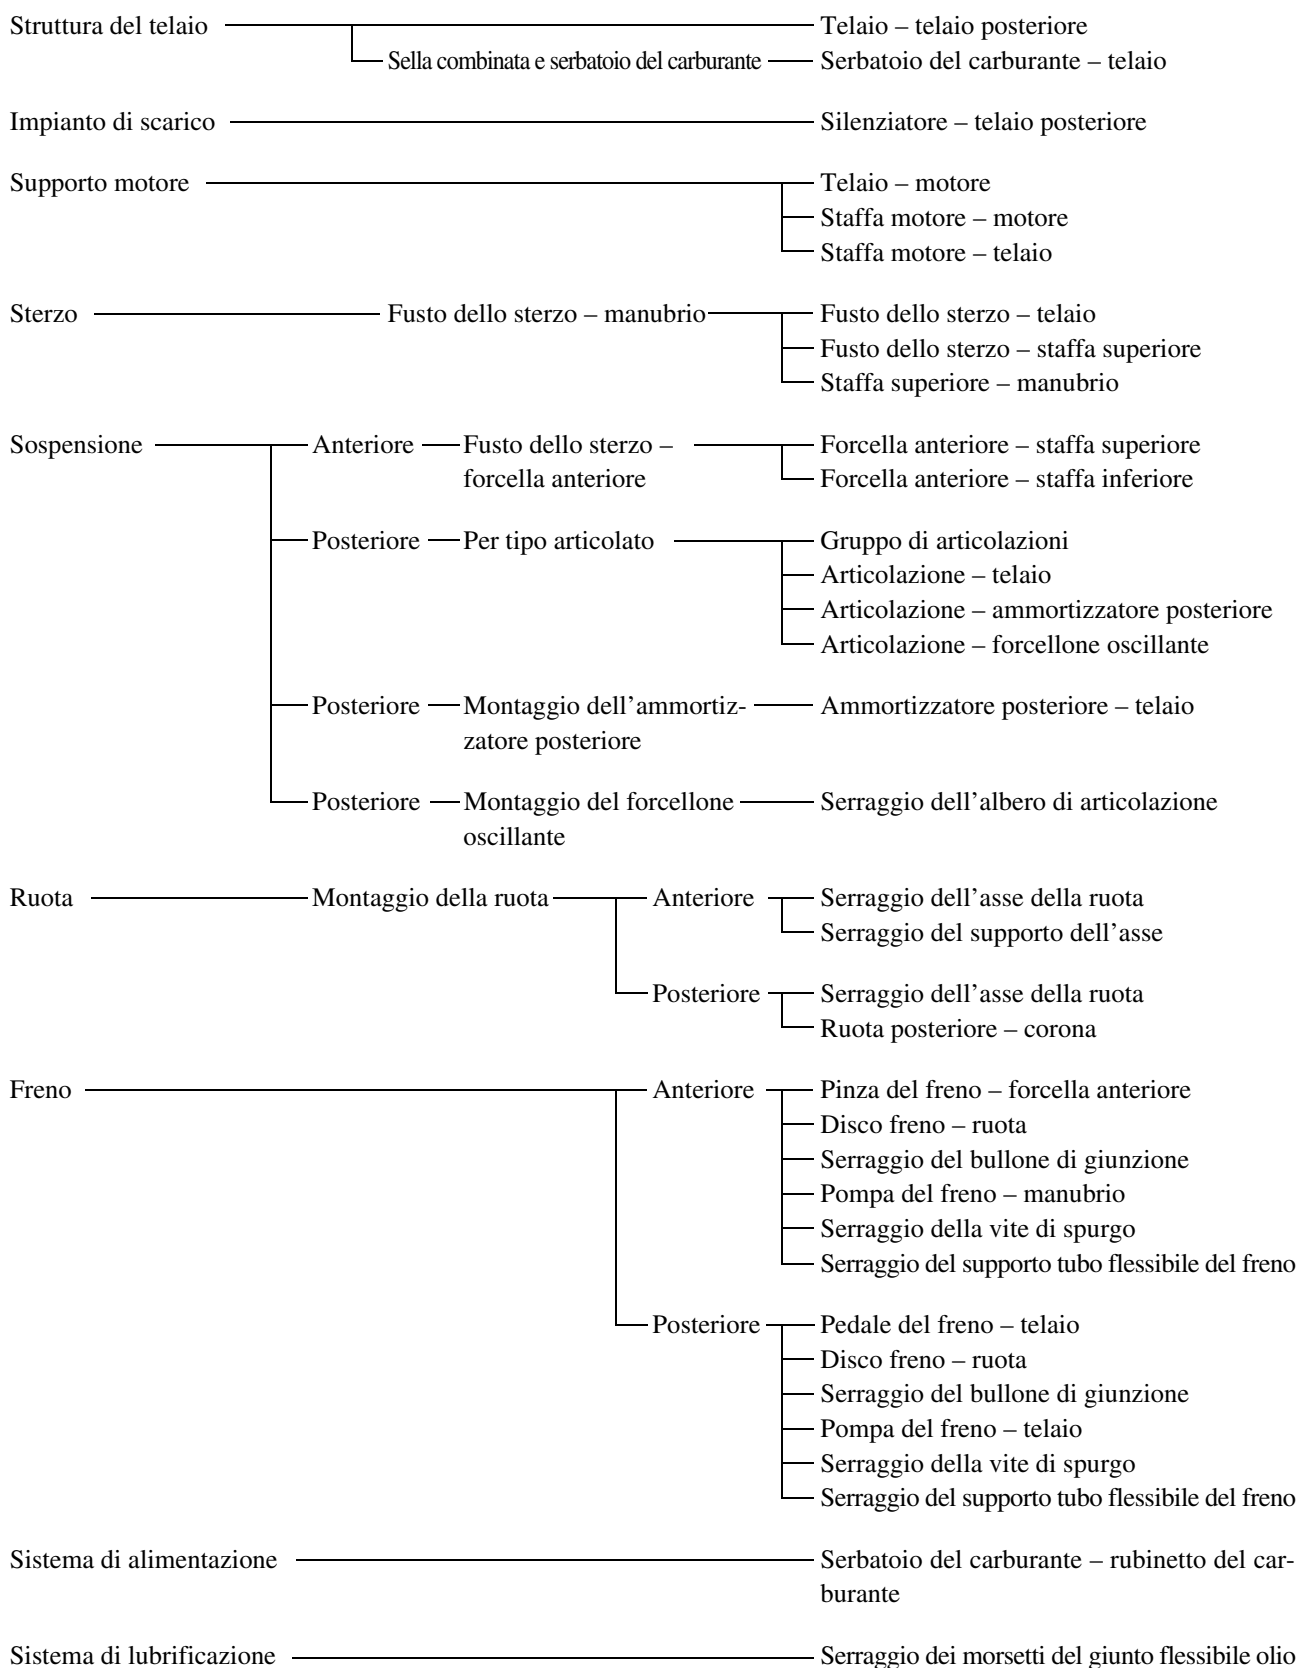 Struttura del telaio Telaio – telaio posteriore
Sella combinata e serbatoio del carburante Serbatoio del carburante – telaio
Impianto di scarico Silenziatore – telaio posteriore
Supporto motore Telaio – motore
Staffa motore – motore
Staffa motore – telaio
Sterzo Fusto dello sterzo – manubrio Fusto dello sterzo – telaio
Fusto dello sterzo – staffa superiore
Staffa superiore – manubrio
Sospensione Anteriore Fusto dello sterzo – Forcella anteriore – staffa superiore
forcella anteriore Forcella anteriore – staffa inferiore
Posteriore Per tipo articolato Gruppo di articolazioni
Articolazione – telaio
Articolazione – ammortizzatore posteriore
Articolazione – forcellone oscillante
Posteriore Montaggio dell’ammortiz- Ammortizzatore posteriore – telaio
zatore posteriore
Posteriore Montaggio del forcellone Serraggio dell’albero di articolazione
oscillante
Ruota Montaggio della ruota Anteriore Serraggio dell’asse della ruota
Serraggio del supporto dell’asse
Posteriore Serraggio dell’asse della ruota
Ruota posteriore – corona
Freno Anteriore Pinza del freno – forcella anteriore
Disco freno – ruota
Serraggio del bullone di giunzione
Pompa del freno – manubrio
Serraggio della vite di spurgo
Serraggio del supporto tubo flessibile del freno
Posteriore Pedale del freno – telaio
Disco freno – ruota
Serraggio del bullone di giunzione
Pompa del freno – telaio
Serraggio della vite di spurgo
Serraggio del supporto tubo flessibile del freno
Sistema di alimentazione Serbatoio del carburante – rubinetto del car-
burante
Sistema di lubrificazione Serraggio dei morsetti del giunto flessibile olio